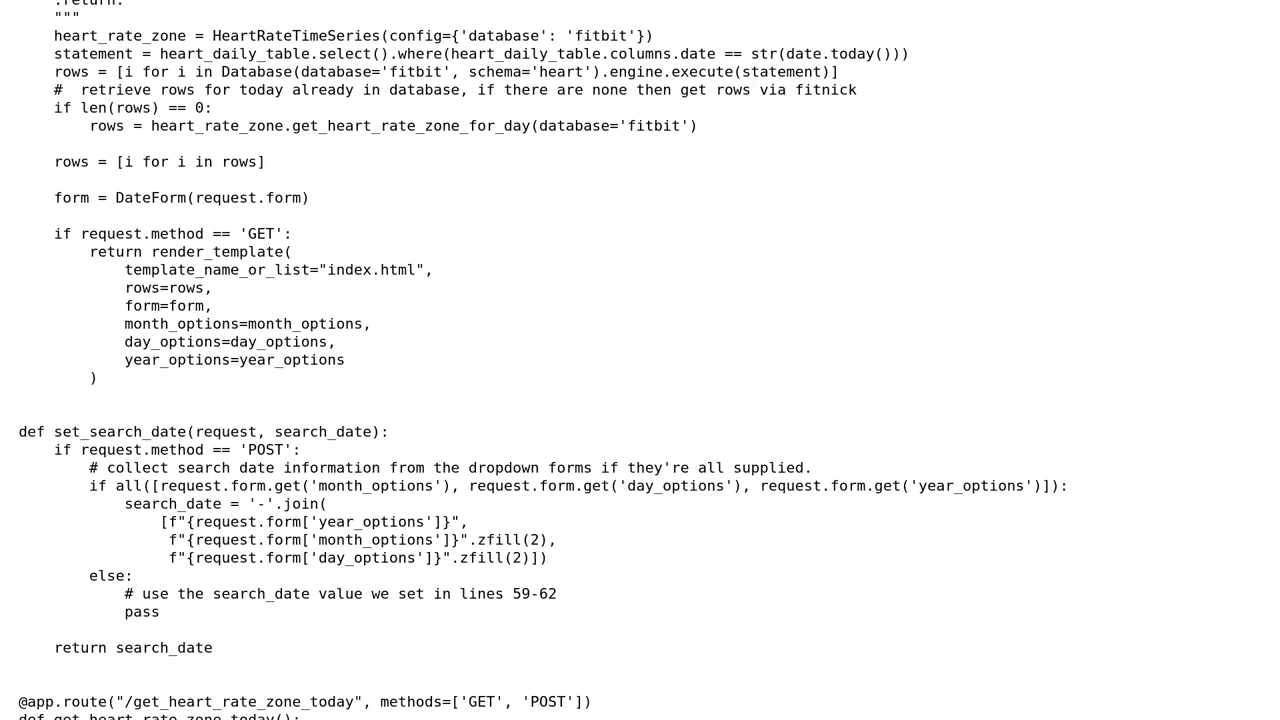 :return:
"""
heart_rate_zone = HeartRateTimeSeries(config={'database': 'fitbit'})
statement = heart_daily_table.select().where(heart_daily_table.columns.date == str(date.today()))
rows = [i for i in Database(database='fitbit', schema='heart').engine.execute(statement)]
#  retrieve rows for today already in database, if there are none then get rows via fitnick
if len(rows) == 0:
    rows = heart_rate_zone.get_heart_rate_zone_for_day(database='fitbit')

rows = [i for i in rows]

form = DateForm(request.form)

if request.method == 'GET':
    return render_template(
        template_name_or_list="index.html",
        rows=rows,
        form=form,
        month_options=month_options,
        day_options=day_options,
        year_options=year_options
    )


def set_search_date(request, search_date):
    if request.method == 'POST':
        # collect search date information from the dropdown forms if they're all supplied.
        if all([request.form.get('month_options'), request.form.get('day_options'), request.form.get('year_options')]):
            search_date = '-'.join(
                [f"{request.form['year_options']}",
                 f"{request.form['month_options']}".zfill(2),
                 f"{request.form['day_options']}".zfill(2)])
        else:
            # use the search_date value we set in lines 59-62
            pass

    return search_date


@app.route("/get_heart_rate_zone_today", methods=['GET', 'POST'])
def get_heart_rate_zone_today():